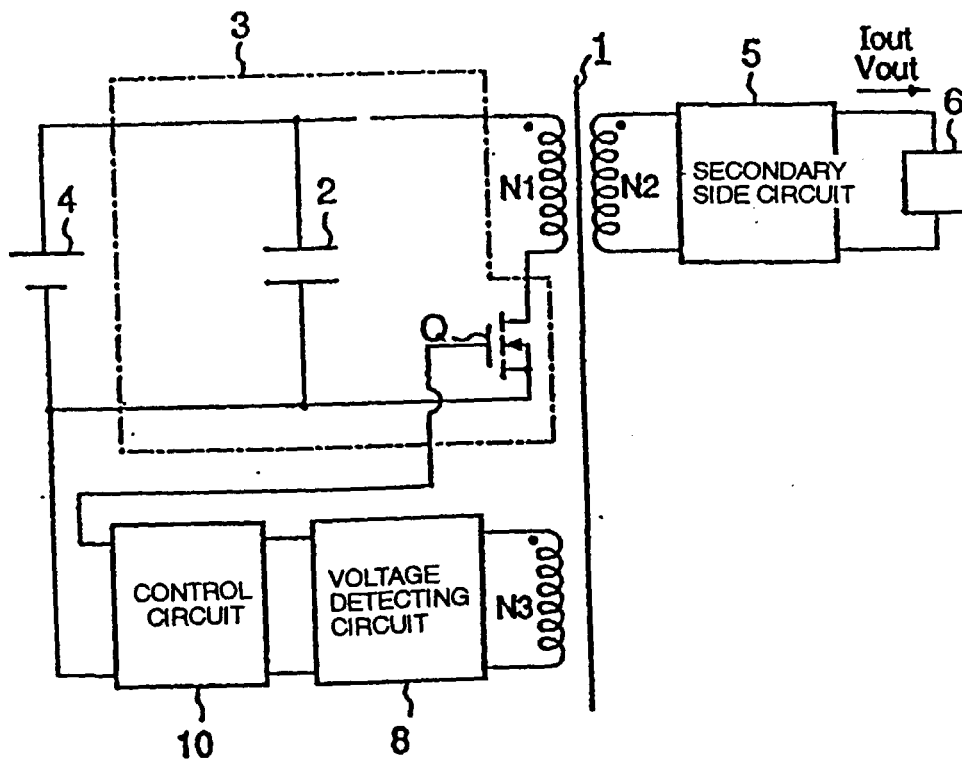 3
1
5
Iout
Vout
6
4
2
N1
N2
SECONDARY
SIDE CIRCUIT
Q
CONTROL
CIRCUIT
VOLTAGE
DETECTING
CIRCUIT
N3
10
8